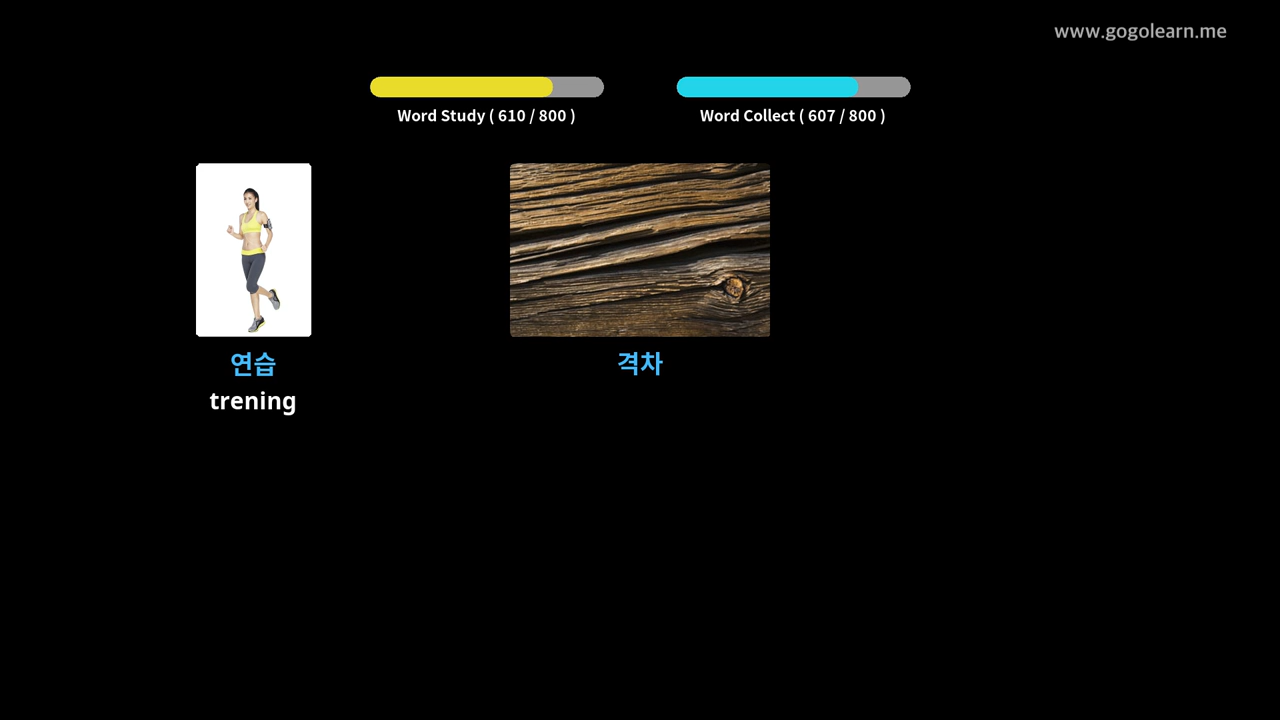 www.gogolearn.me
Word Study ( 610 / 800 )
Word Collect ( 607 / 800 )
연습
trening
격차